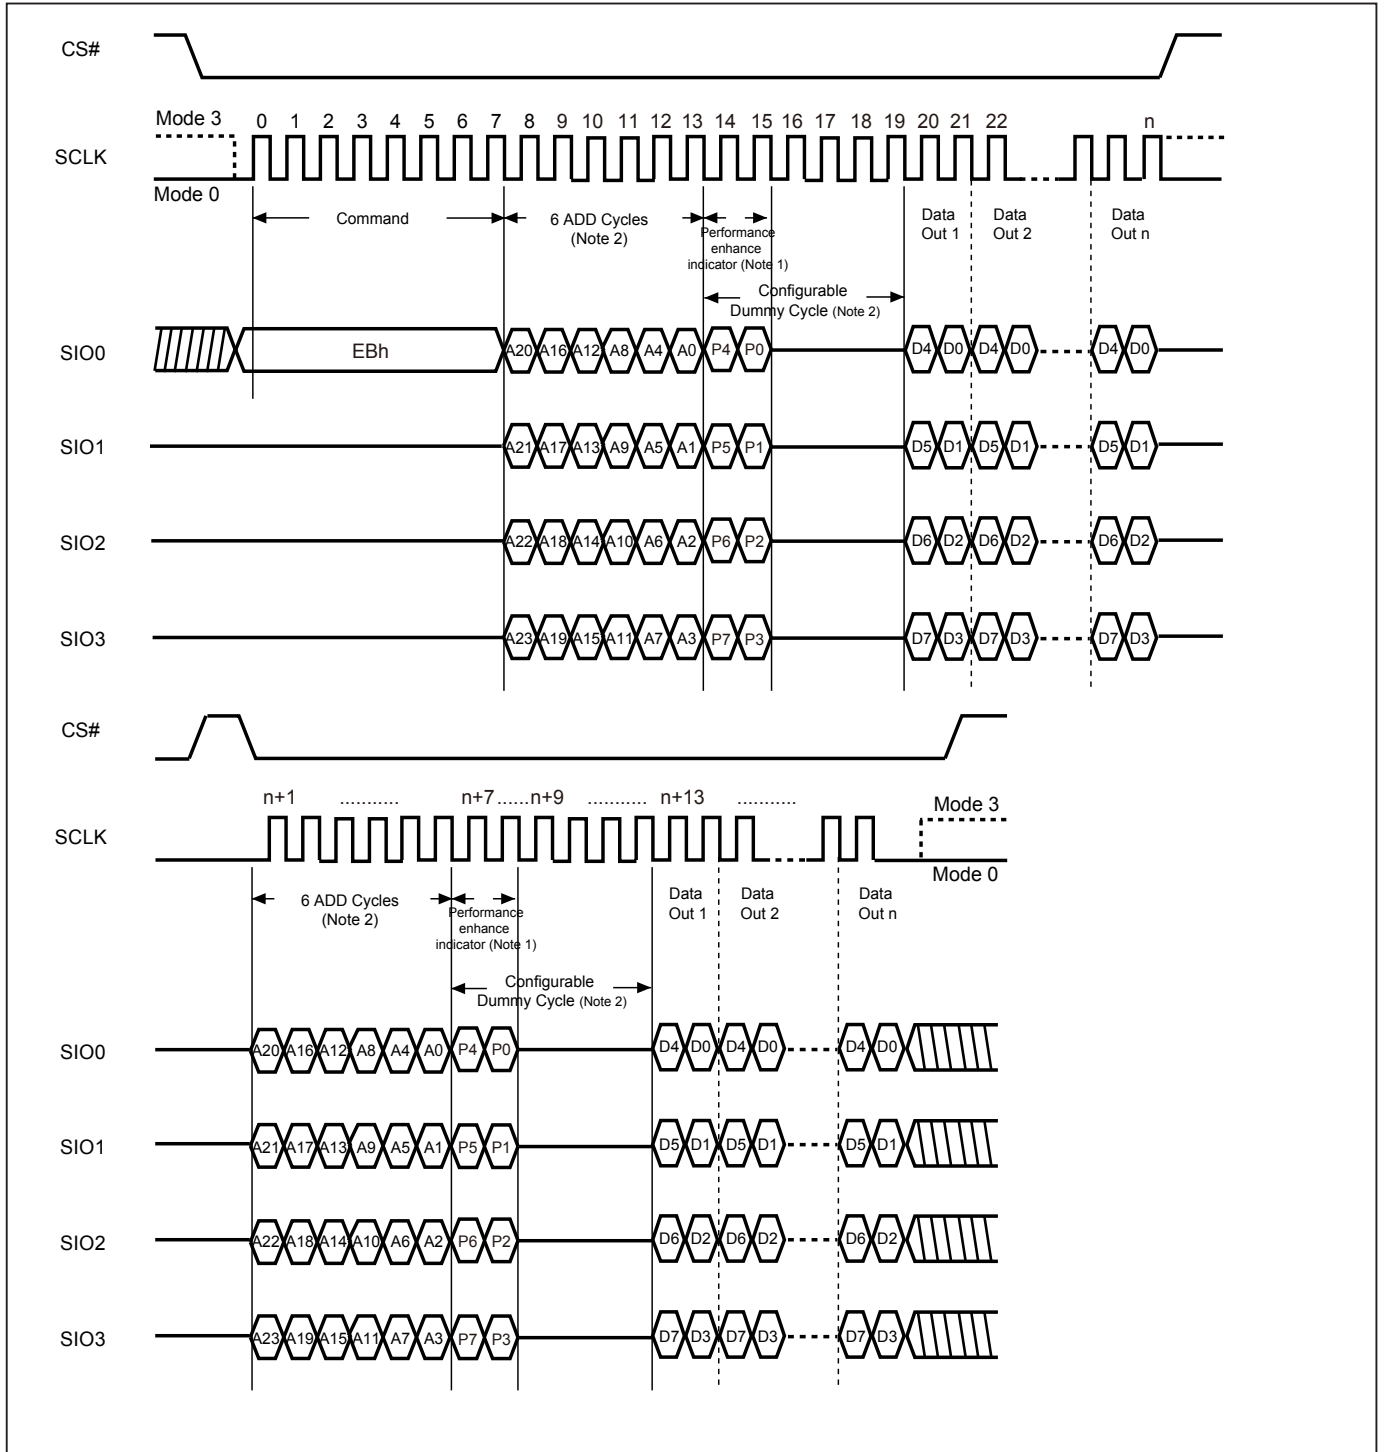 CS#
Mode 3
0 1 2 3 4 5 6 7 8 9 10 11 12 13 14 15 16 17 18 19 20 21 22 n
SCLK
Mode 0
Command
6 ADD Cycles
(Note 2)
Performance
enhance
indicator (Note 1)
Data
Out 1
Data
Out 2
Data
Out n
Configurable
Dummy Cycle (Note 2)
SIO0 EBh A20 A16 A12 A8 A4 A0 P4 P0 D4 D0 D4 D0 D4 D0
SIO1 A21 A17 A13 A9 A5 A1 P5 P1 D5 D1 D5 D1 D5 D1
SIO2 A22 A18 A14 A10 A6 A2 P6 P2 D6 D2 D6 D2 D6 D2
SIO3 A23 A19 A15 A11 A7 A3 P7 P3 D7 D3 D7 D3 D7 D3
CS#
n+1 ........... n+7 ...... n+9 ........... n+13 ...........
Mode 3
SCLK
Mode 0
6 ADD Cycles
(Note 2)
Performance
enhance
indicator (Note 1)
Data
Out 1
Data
Out 2
Data
Out n
Configurable
Dummy Cycle (Note 2)
SIO0 A20 A16 A12 A8 A4 A0 P4 P0 D4 D0 D4 D0 D4 D0
SIO1 A21 A17 A13 A9 A5 A1 P5 P1 D5 D1 D5 D1 D5 D1
SIO2 A22 A18 A14 A10 A6 A2 P6 P2 D6 D2 D6 D2 D6 D2
SIO3 A23 A19 A15 A11 A7 A3 P7 P3 D7 D3 D7 D3 D7 D3